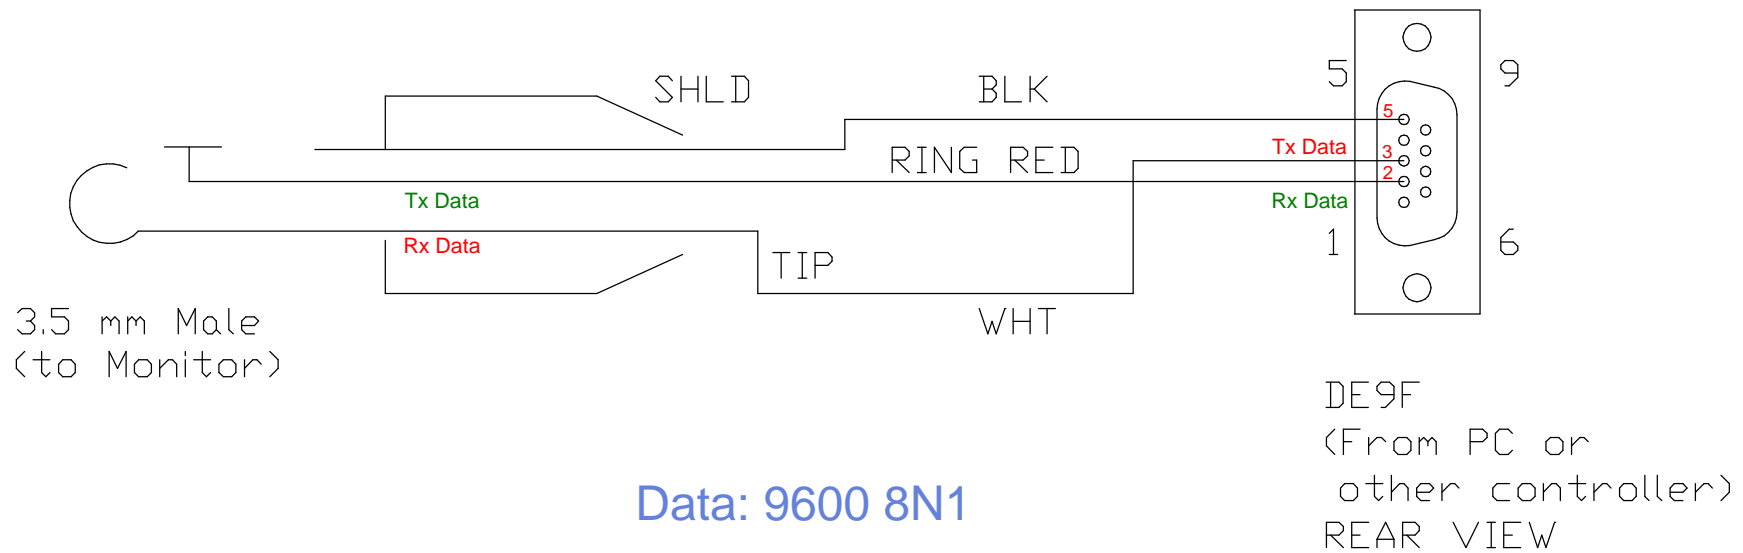 SHLD
BLK
5
9
5
RING RED
Tx Data
3
2
Tx Data
Rx Data
Rx Data
TIP
1
6
WHT
3.5 mm Male
(to Monitor)
DE9F
(From PC or
other controller)
REAR VIEW
Data: 9600 8N1